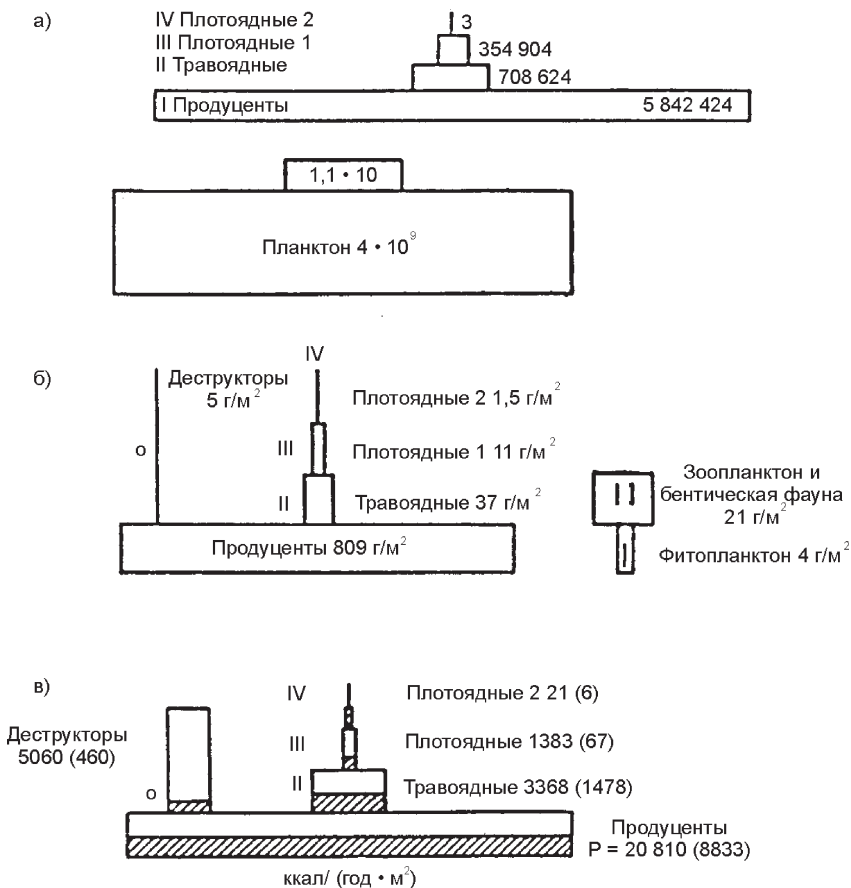 а)
IV Плотоядные 2
III Плотоядные 1
II Травоядные
3
354 904
708 624
I Продуценты 5 842 424
1,1 • 10
Планктон 4 • 10⁹
б)
IV
Деструкторы
5 г/м²
Плотоядные 2 1,5 г/м²
о
III
Плотоядные 1 11 г/м²
II
Травоядные 37 г/м²
Продуценты 809 г/м²
II
Зоопланктон и
бентическая фауна
21 г/м²
I
Фитопланктон 4 г/м²
в)
IV
Плотоядные 2 21 (6)
Деструкторы
5060 (460)
III
Плотоядные 1383 (67)
о
II
Травоядные 3368 (1478)
Продуценты
P = 20 810 (8833)
ккал/ (год • м²)